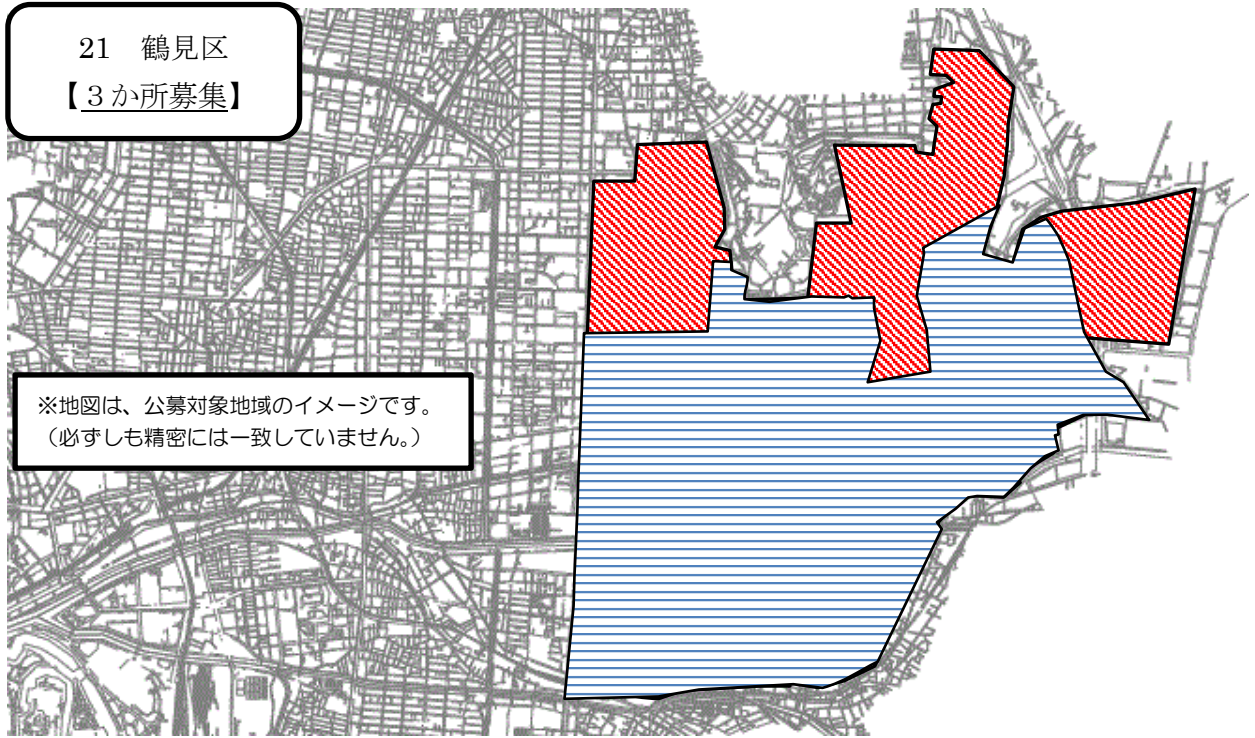 21　鶴見区
【３か所募集】
※地図は、公募対象地域のイメージです。
（必ずしも精密には一致していません。）